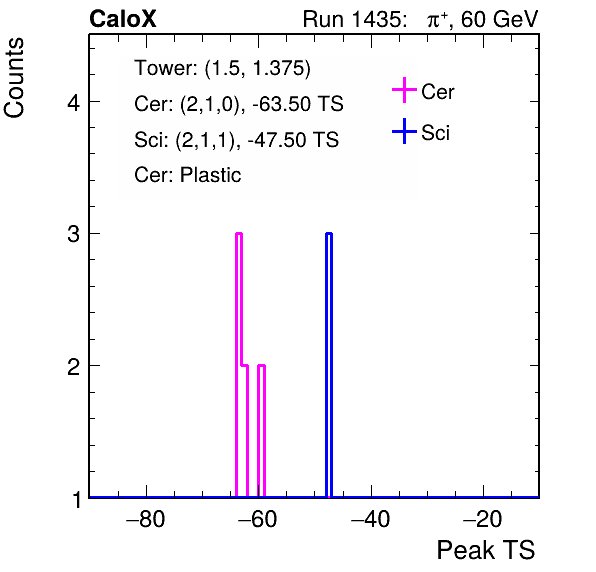 CaloX Run 1435: π+, 60 GeV
Counts
Tower: (1.5, 1.375)
Cer: (2,1,0), -63.50 TS
Sci: (2,1,1), -47.50 TS
Cer: Plastic
Cer
Sci
4
3
2
1
−80 −60 −40 −20
Peak TS